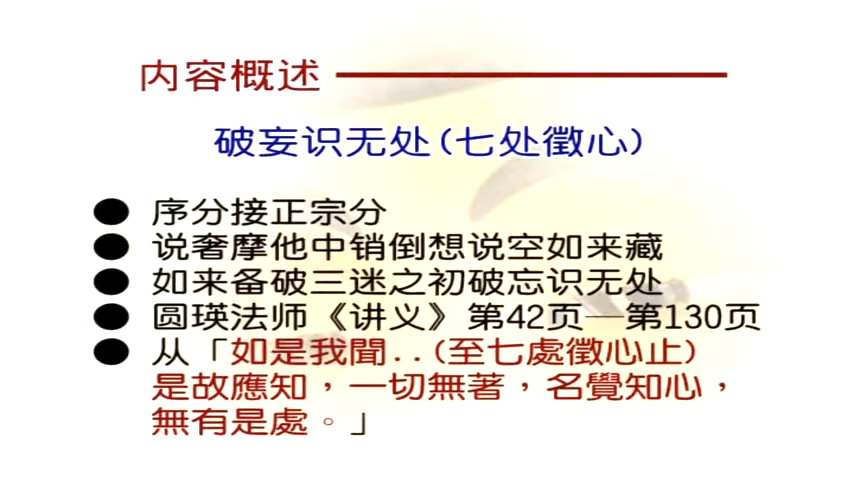 内容概述
破妄识无处(七处徵心)
● 序分接正宗分
● 说奢摩他中销倒想说空如来藏
● 如来备破三迷之初破忘识无处
● 圆瑛法师《讲义》第42页─第130页
● 从「如是我聞..(至七處徵心止)
是故應知，一切無著，名覺知心，
無有是處。」